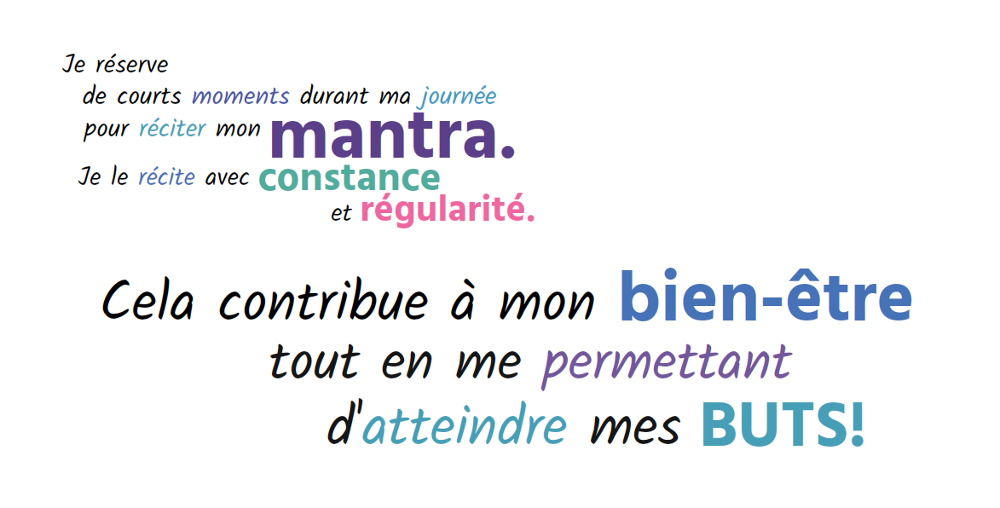 Je réserve
de courts moments durant ma journée
pour réciter mon mantra.
Je le récite avec constance
et régularité.
Cela contribue à mon bien-être
tout en me permettant
d'atteindre mes BUTS!